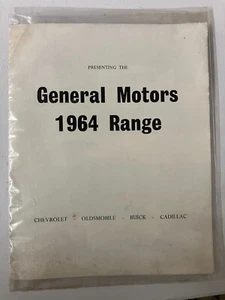 PRESENTING THE
General Motors
1964 Range
CHEVROLET - OLDSMOBILE - BUICK - CADILLAC